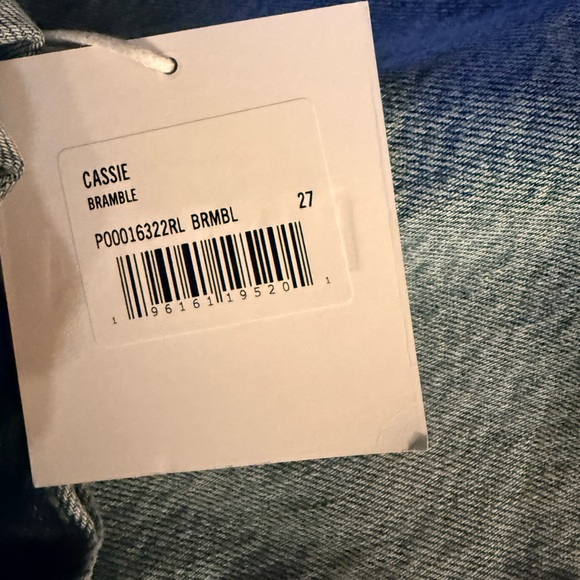 CASSIE
BRAMBLE
P00016322RL BRMBL 27
1 96161 19520 1